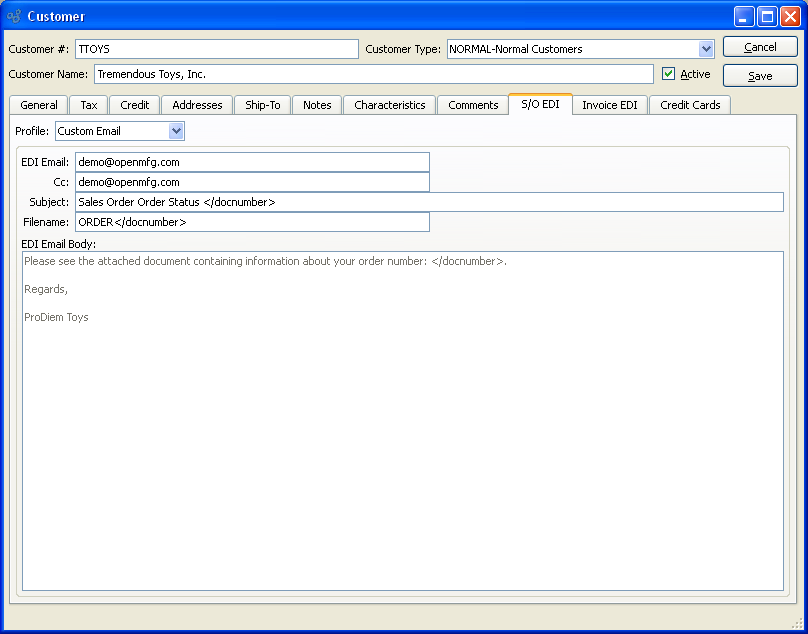 Customer
Customer #: TTOYS Customer Type: NORMAL-Normal Customers Cancel
Customer Name: Tremendous Toys, Inc. Active Save
General Tax Credit Addresses Ship-To Notes Characteristics Comments S/O EDI Invoice EDI Credit Cards
Profile: Custom Email
EDI Email: demo@openmfg.com
Cc: demo@openmfg.com
Subject: Sales Order Order Status </docnumber>
Filename: ORDER</docnumber>
EDI Email Body:
Please see the attached document containing information about your order number: </docnumber>.
Regards,
ProDiem Toys